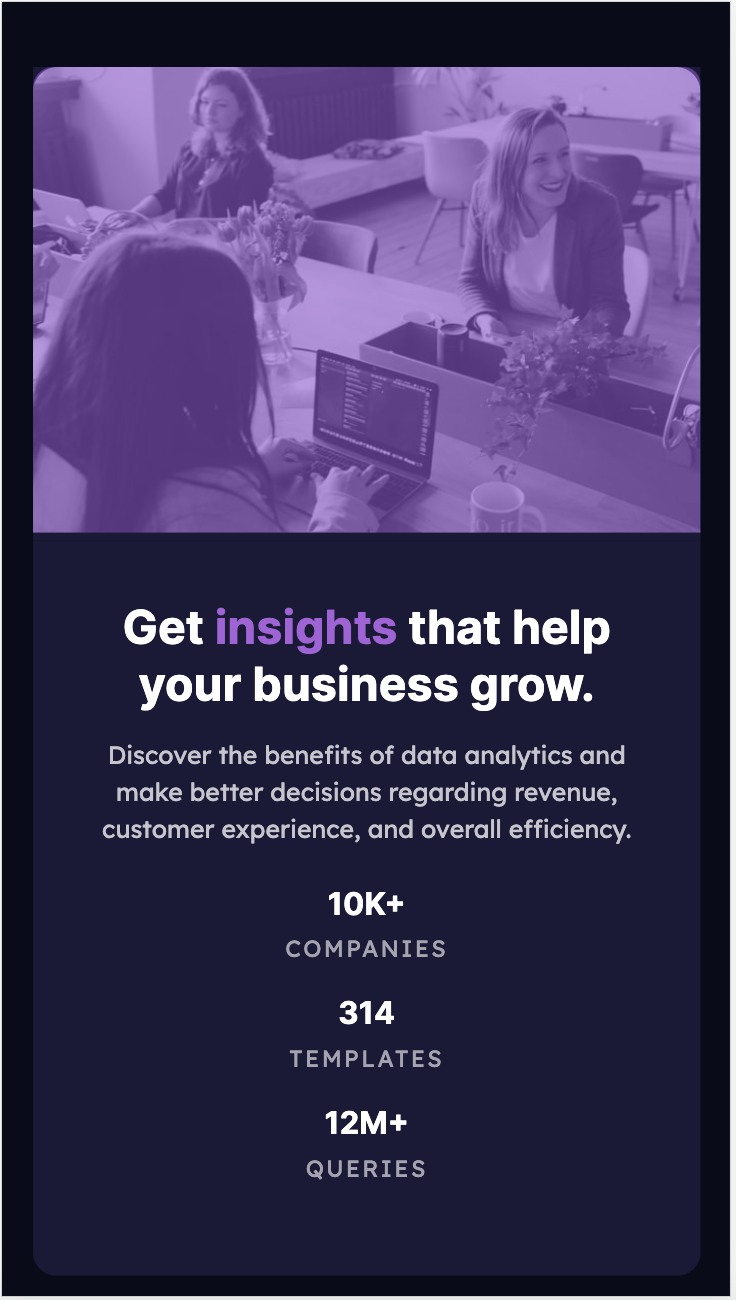 Get insights that help
your business grow.
Discover the benefits of data analytics and
make better decisions regarding revenue,
customer experience, and overall efficiency.
10K+
COMPANIES
314
TEMPLATES
12M+
QUERIES